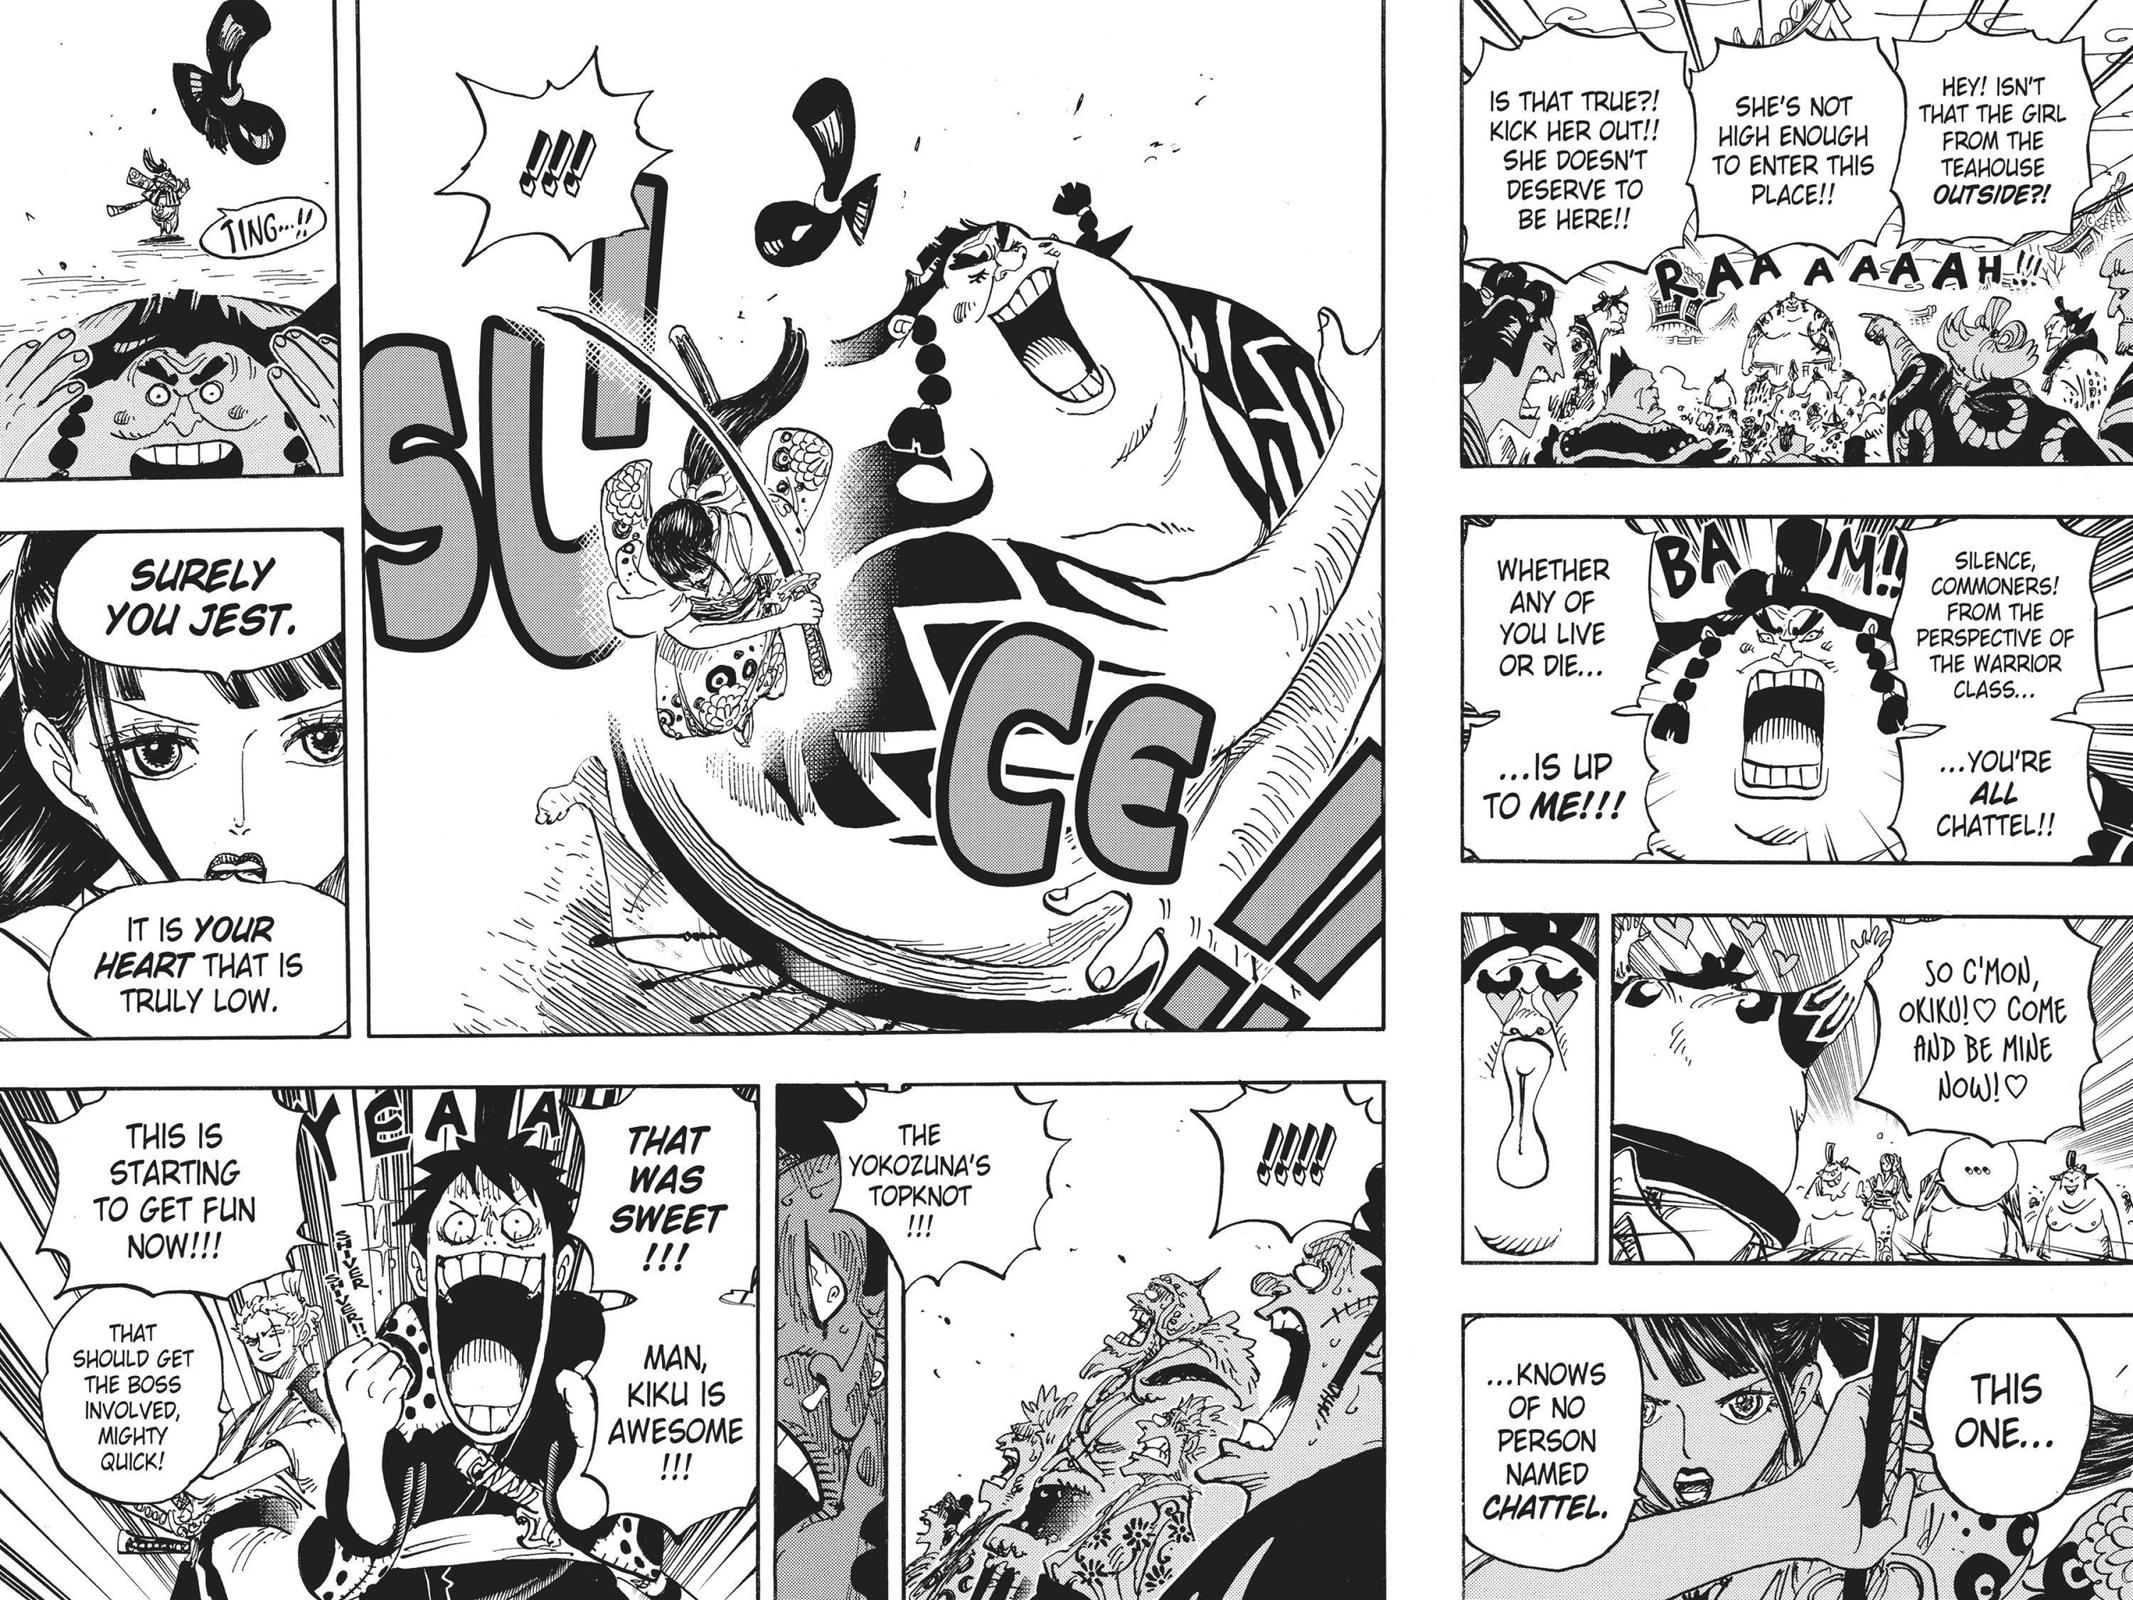 HEY! ISN'T
THAT THE GIRL
FROM THE
TEAHOUSE
OUTSIDE?!
SHE'S NOT
HIGH ENOUGH
TO ENTER THIS
PLACE!!
IS THAT TRUE?!
KICK HER OUT!!
SHE DOESN'T
DESERVE TO
BE HERE!!
RAAAAAAH!!!
SILENCE,
COMMONERS!
FROM THE
PERSPECTIVE OF
THE WARRIOR
CLASS...
...YOU'RE
ALL
CHATTEL!!
BAM!!
WHETHER
ANY OF
YOU LIVE
OR DIE...
...IS UP
TO ME!!!
SO C'MON,
OKIKU!♡ COME
AND BE MINE
NOW!♡
...
THIS
ONE...
...KNOWS
OF NO
PERSON
NAMED
CHATTEL.
!!!
SLICE!!
TING...!!
SURELY
YOU JEST.
IT IS YOUR
HEART THAT IS
TRULY LOW.
!!!!
THE
YOKOZUNA'S
TOPKNOT
!!!
YEAA
THAT
WAS
SWEET
!!!
MAN,
KIKU IS
AWESOME
!!!
SHIVER
SHIVER!!
THIS IS
STARTING
TO GET FUN
NOW!!!
THAT
SHOULD GET
THE BOSS
INVOLVED,
MIGHTY
QUICK!